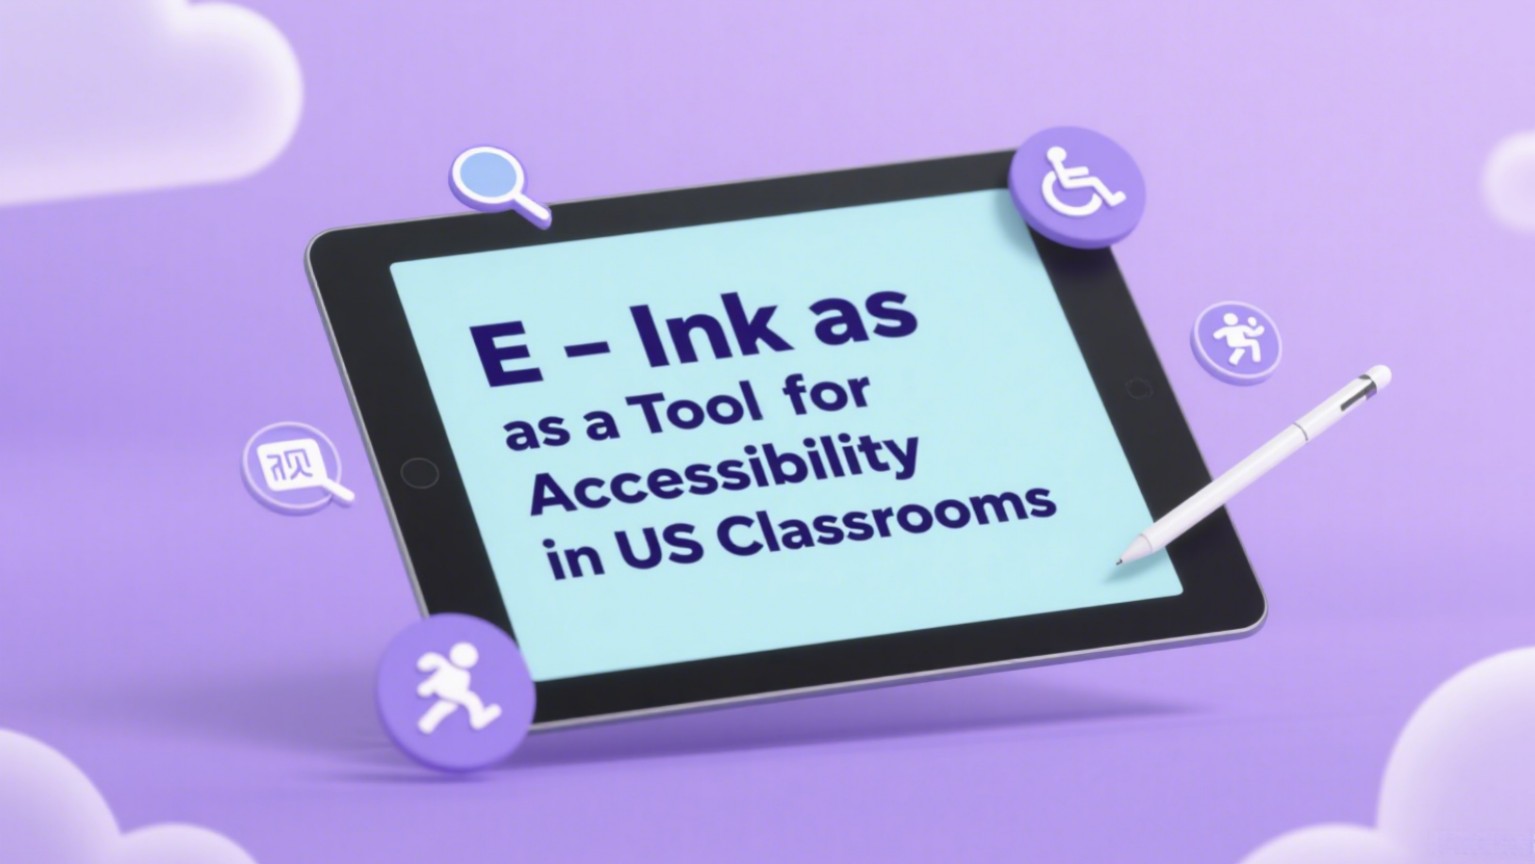 E – Ink as
as a Tool for
Accessibility
in US Classrooms